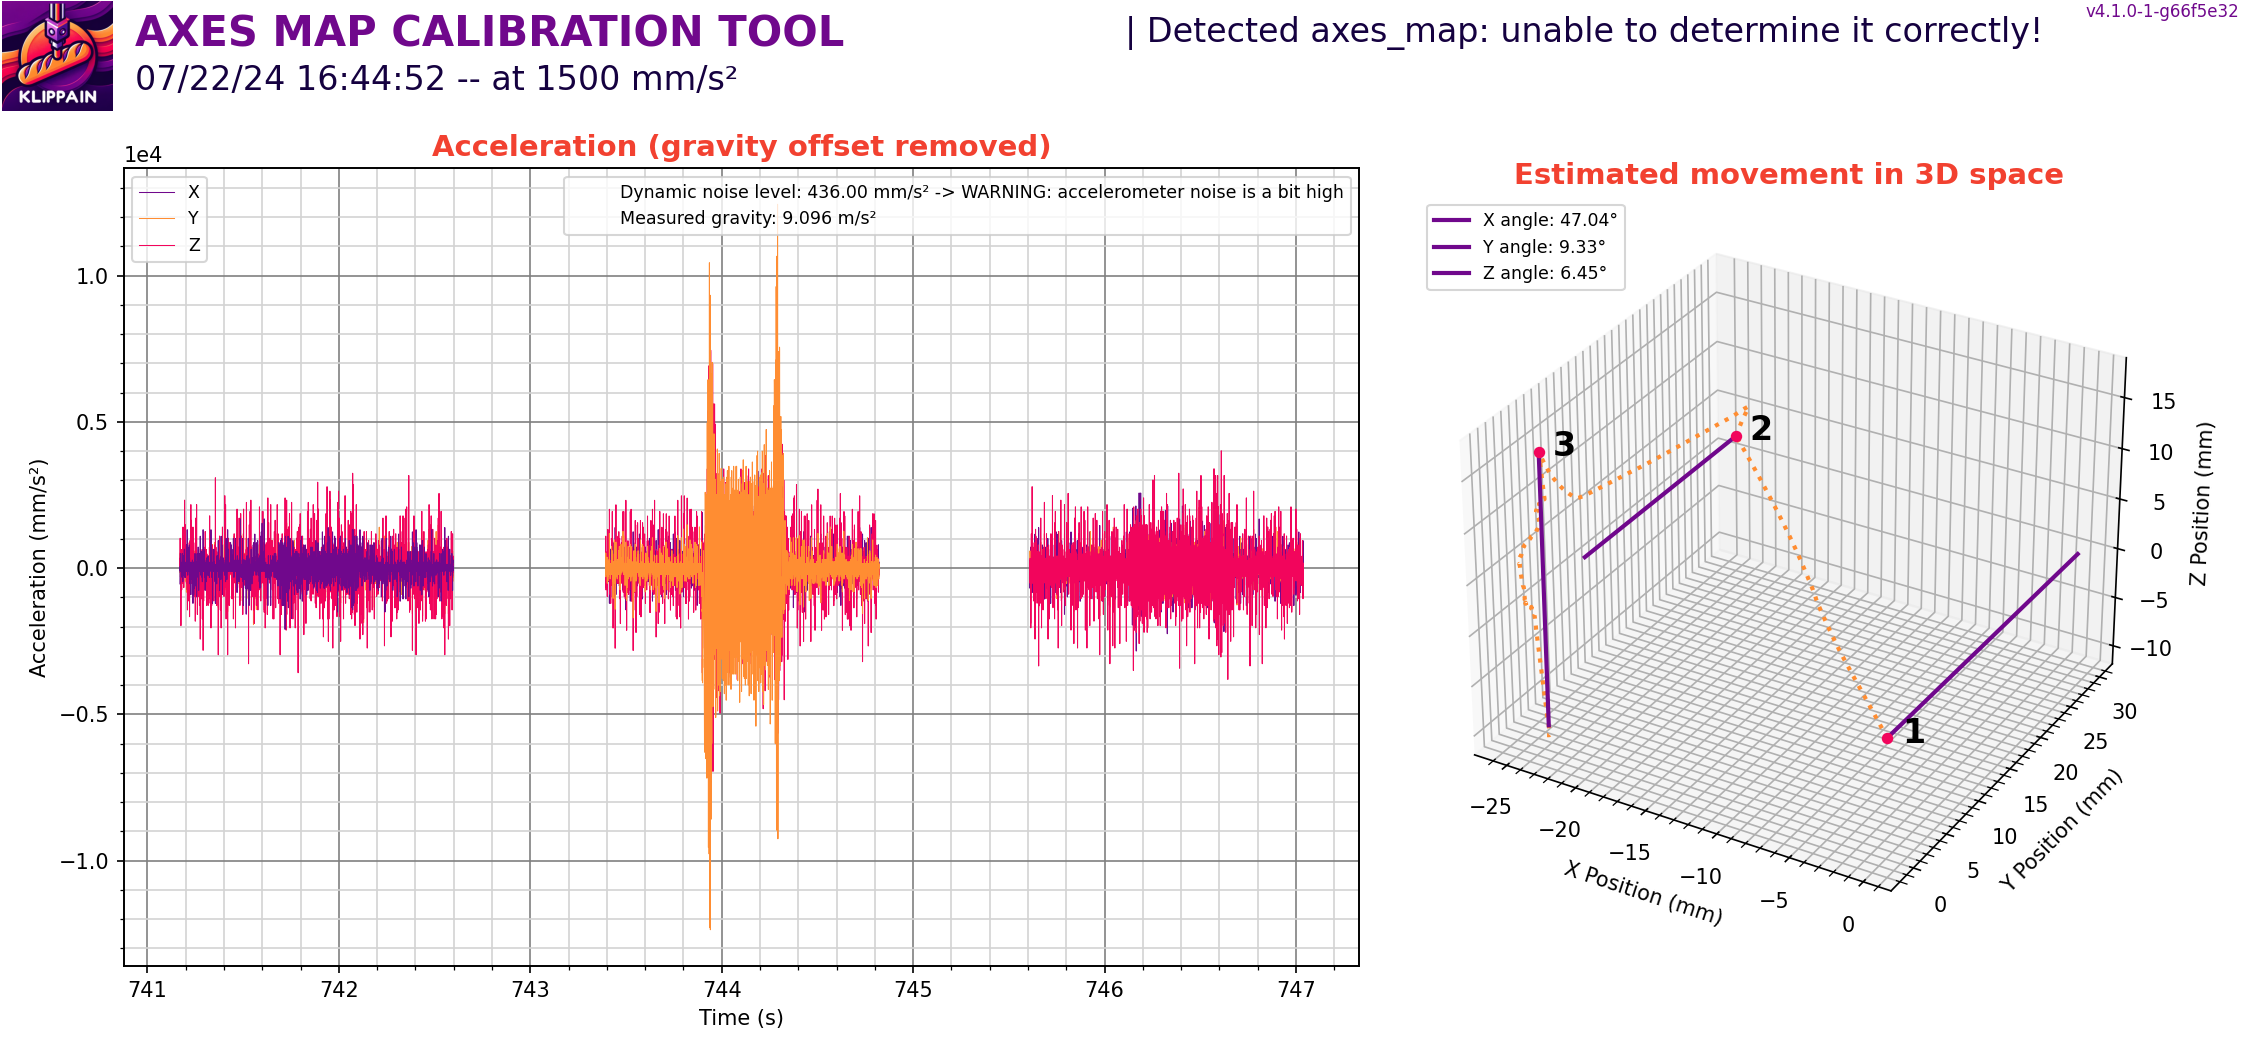 KLIPPAIN
AXES MAP CALIBRATION TOOL
07/22/24 16:44:52 -- at 1500 mm/s²
| Detected axes_map: unable to determine it correctly!
v4.1.0-1-g66f5e32
Acceleration (gravity offset removed)
1e4
X
Y
Z
Dynamic noise level: 436.00 mm/s² -> WARNING: accelerometer noise is a bit high
Measured gravity: 9.096 m/s²
1.0
0.5
0.0
−0.5
−1.0
Acceleration (mm/s²)
741 742 743 744 745 746 747
Time (s)
Estimated movement in 3D space
X angle: 47.04°
Y angle: 9.33°
Z angle: 6.45°
3
2
1
15
10
5
0
−5
−10
Z Position (mm)
30
25
20
15
10
5
0
Y Position (mm)
−25
−20
−15
−10
−5
0
X Position (mm)